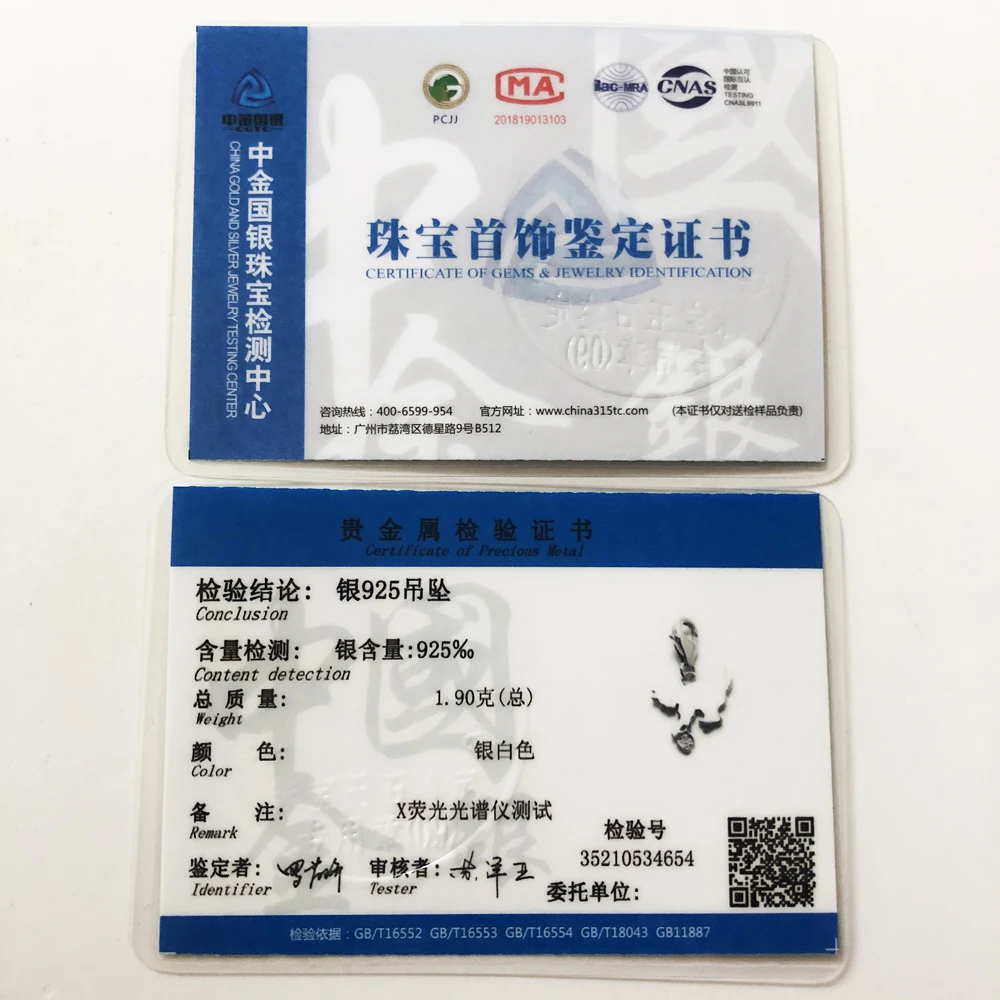 中金国银
CGTC
中金国银珠宝检测中心
CHINA GOLD AND SILVER JEWELRY TESTING CENTER
PCJJ
MA
201819013103
ilac-MRA
CNAS
中国认可
国际互认
检测
TESTING
CNASL8911
珠宝首饰鉴定证书
CERTIFICATE OF GEMS & JEWELRY IDENTIFICATION
咨询热线：400-6599-954 官方网址：www.china315tc.com (本证书仅对送检样品负责)
地址：广州市荔湾区德星路9号B512
贵金属检验证书
Certificate of Precious Metal
检验结论： 银925吊坠
Conclusion
含量检测： 银含量:925‰
Content detection
总质量： 1.90克(总)
Weight
颜色： 银白色
Color
备注： X荧光光谱仪测试
Remark
检验号
35210534654
鉴定者： 审核者：
Identifier Tester
委托单位：
检验依据：GB/T16552 GB/T16553 GB/T16554 GB/T18043 GB11887